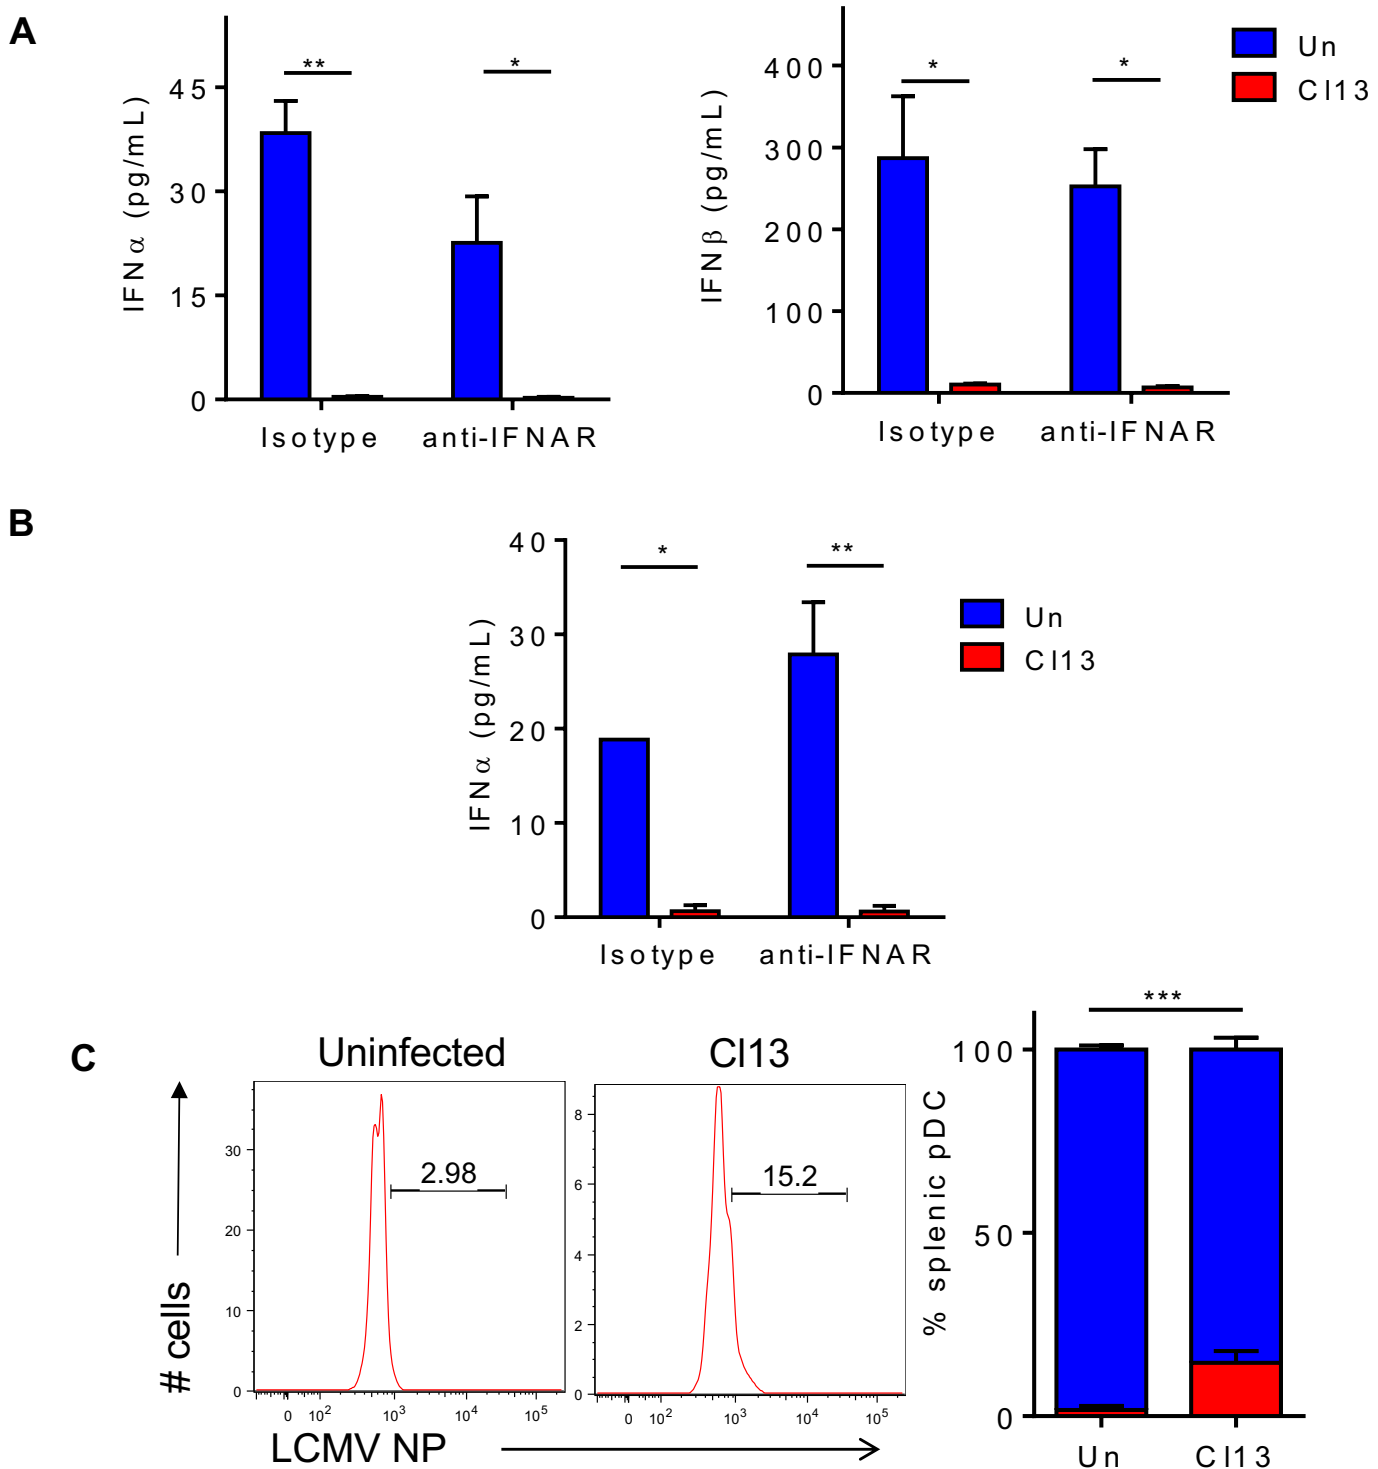 A
IFNα (pg/mL)
45
30
15
0
**
*
Isotype
anti-IFNAR
IFNβ (pg/mL)
400
300
200
100
0
*
*
Isotype
anti-IFNAR
Un
Cl13
B
IFNα (pg/mL)
40
30
20
10
0
*
**
Isotype
anti-IFNAR
Un
Cl13
C
# cells
Uninfected
30
20
10
0
2.98
0 10² 10³ 10⁴ 10⁵
Cl13
8
6
4
2
0
15.2
0 10² 10³ 10⁴ 10⁵
LCMV NP
% splenic pDC
100
50
0
***
Un
Cl13